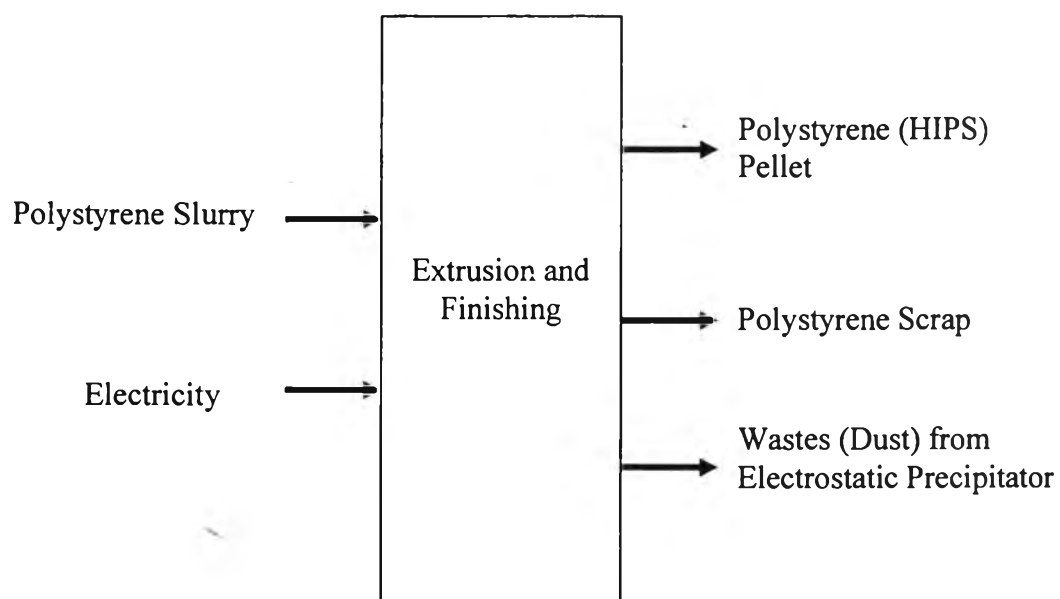 Polystyrene (HIPS)
Pellet
Polystyrene Slurry
Extrusion and
Finishing
Polystyrene Scrap
Electricity
Wastes (Dust) from
Electrostatic Precipitator